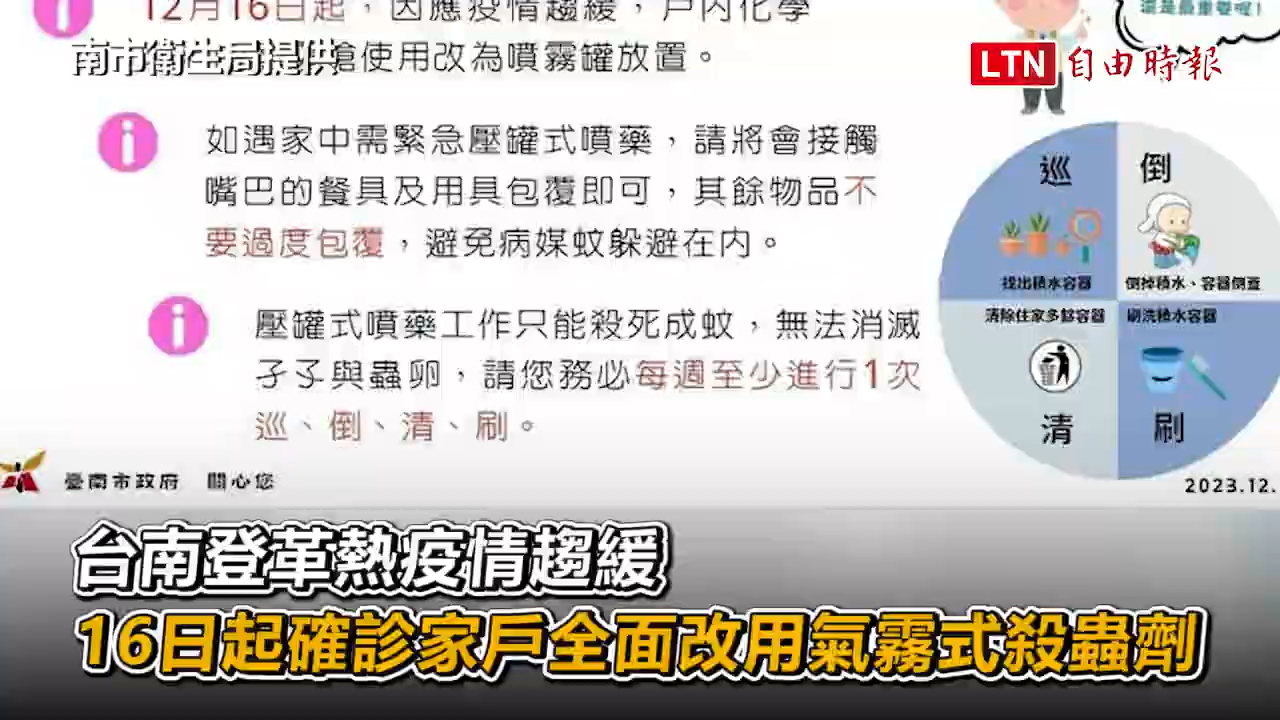 12月16日起，因應疫情趨緩，戶內化學
槍使用改為噴霧罐放置。
南市衛生局提供
LTN 自由時報
還是最重要喔！
如遇家中需緊急壓罐式噴藥，請將會接觸
嘴巴的餐具及用具包覆即可，其餘物品不
要過度包覆，避免病媒蚊躲避在內。
壓罐式噴藥工作只能殺死成蚊，無法消滅
孑孓與蟲卵，請您務必每週至少進行1次
巡、倒、清、刷。
巡
倒
找出積水容器
倒掉積水、容器倒蓋
清除住家多餘容器
刷洗積水容器
清
刷
臺南市政府 關心您
2023.12.
台南登革熱疫情趨緩
16日起確診家戶全面改用氣霧式殺蟲劑